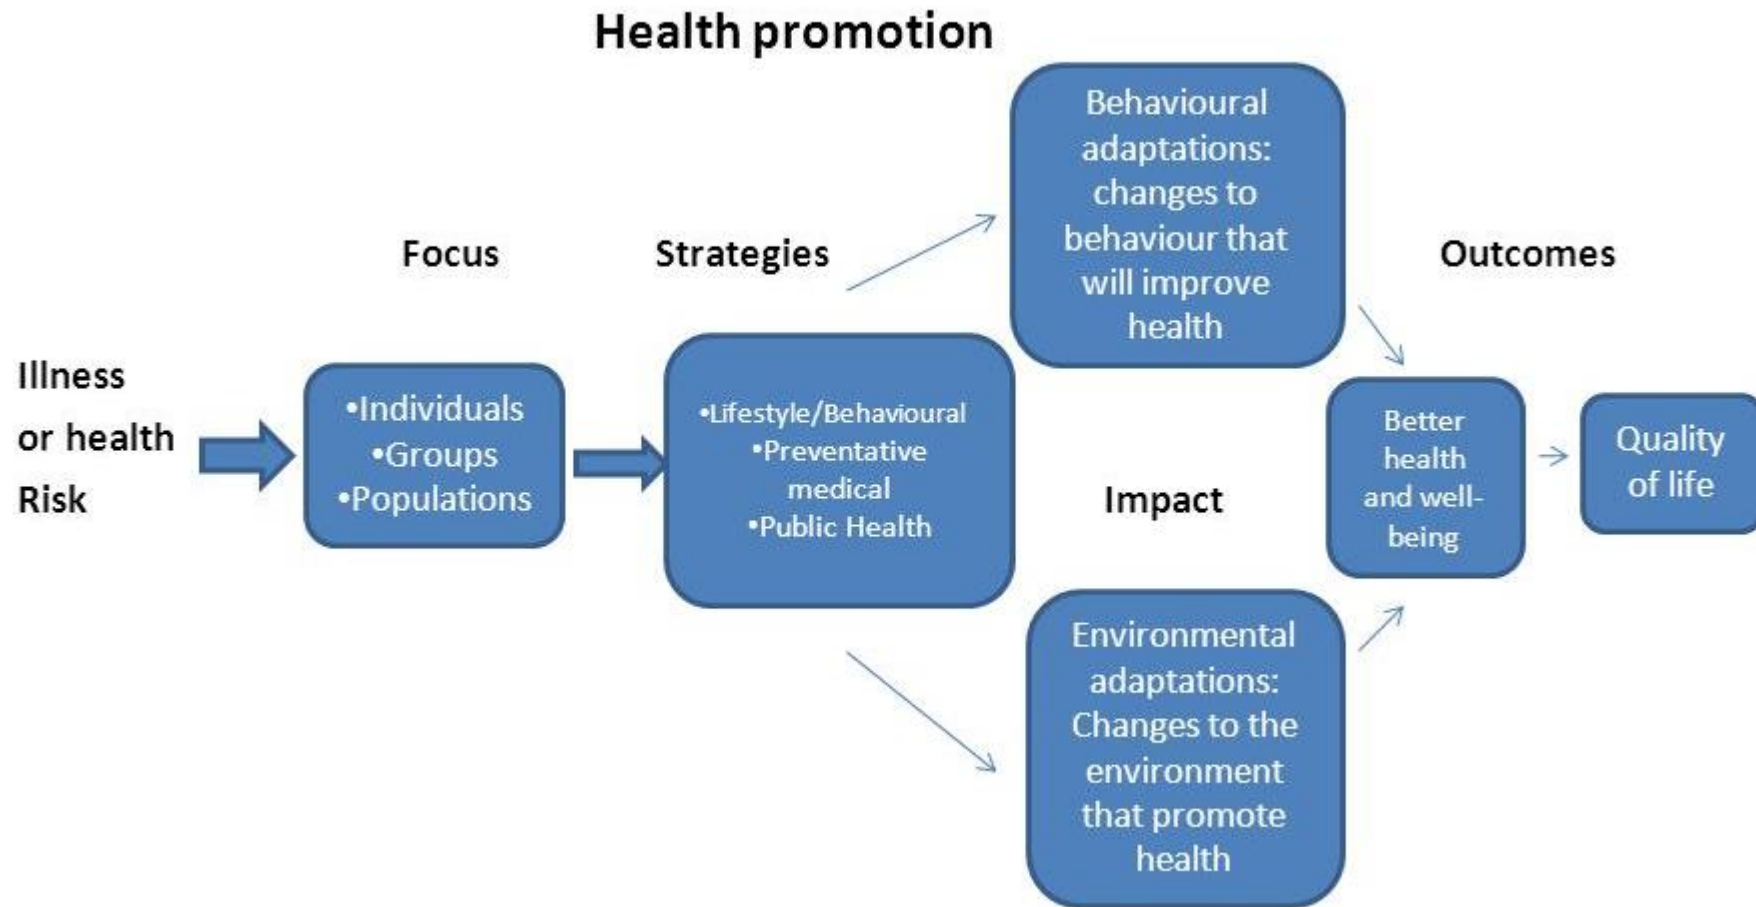 Health promotion
Focus
Strategies
Illness
or health
Risk
•Individuals
•Groups
•Populations
•Lifestyle/Behavioural
•Preventative
medical
•Public Health
Behavioural
adaptations:
changes to
behaviour that
will improve
health
Impact
Environmental
adaptations:
Changes to the
environment
that promote
health
Outcomes
Better
health
and well-
being
Quality
of life